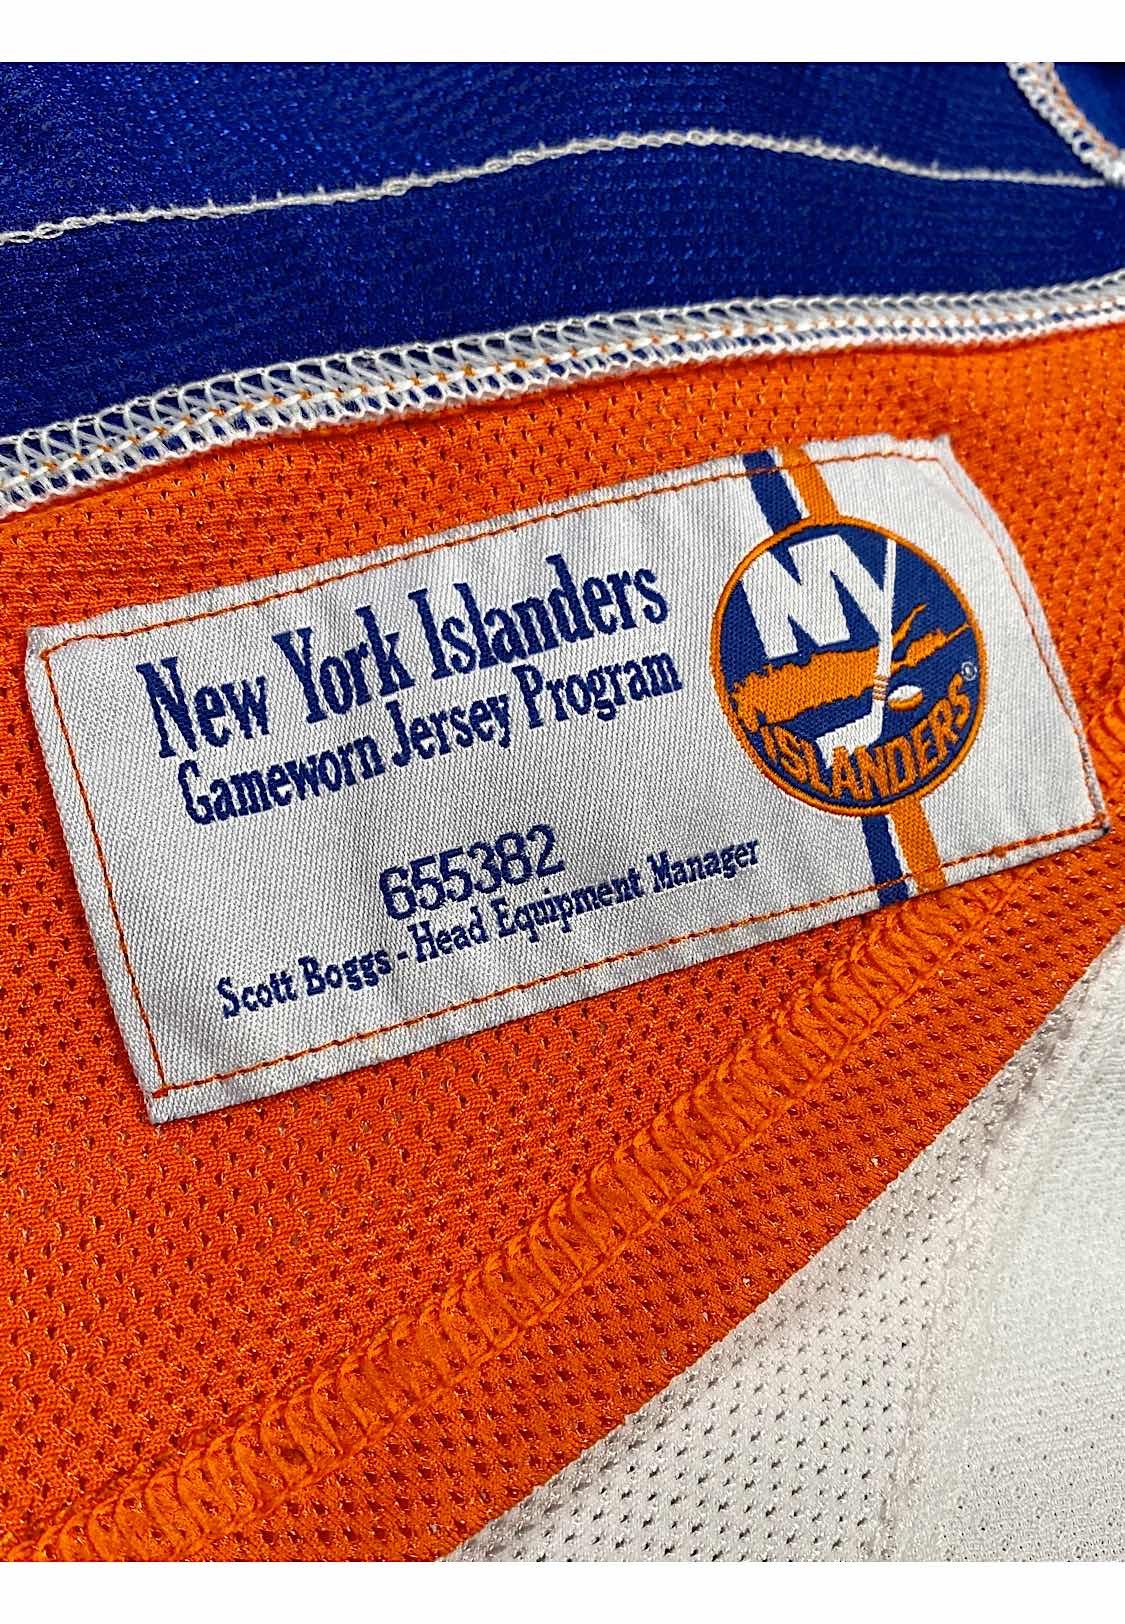 New York Islanders
Gameworn Jersey Program
655382
Scott Boggs - Head Equipment Manager
NY
ISLANDERS®